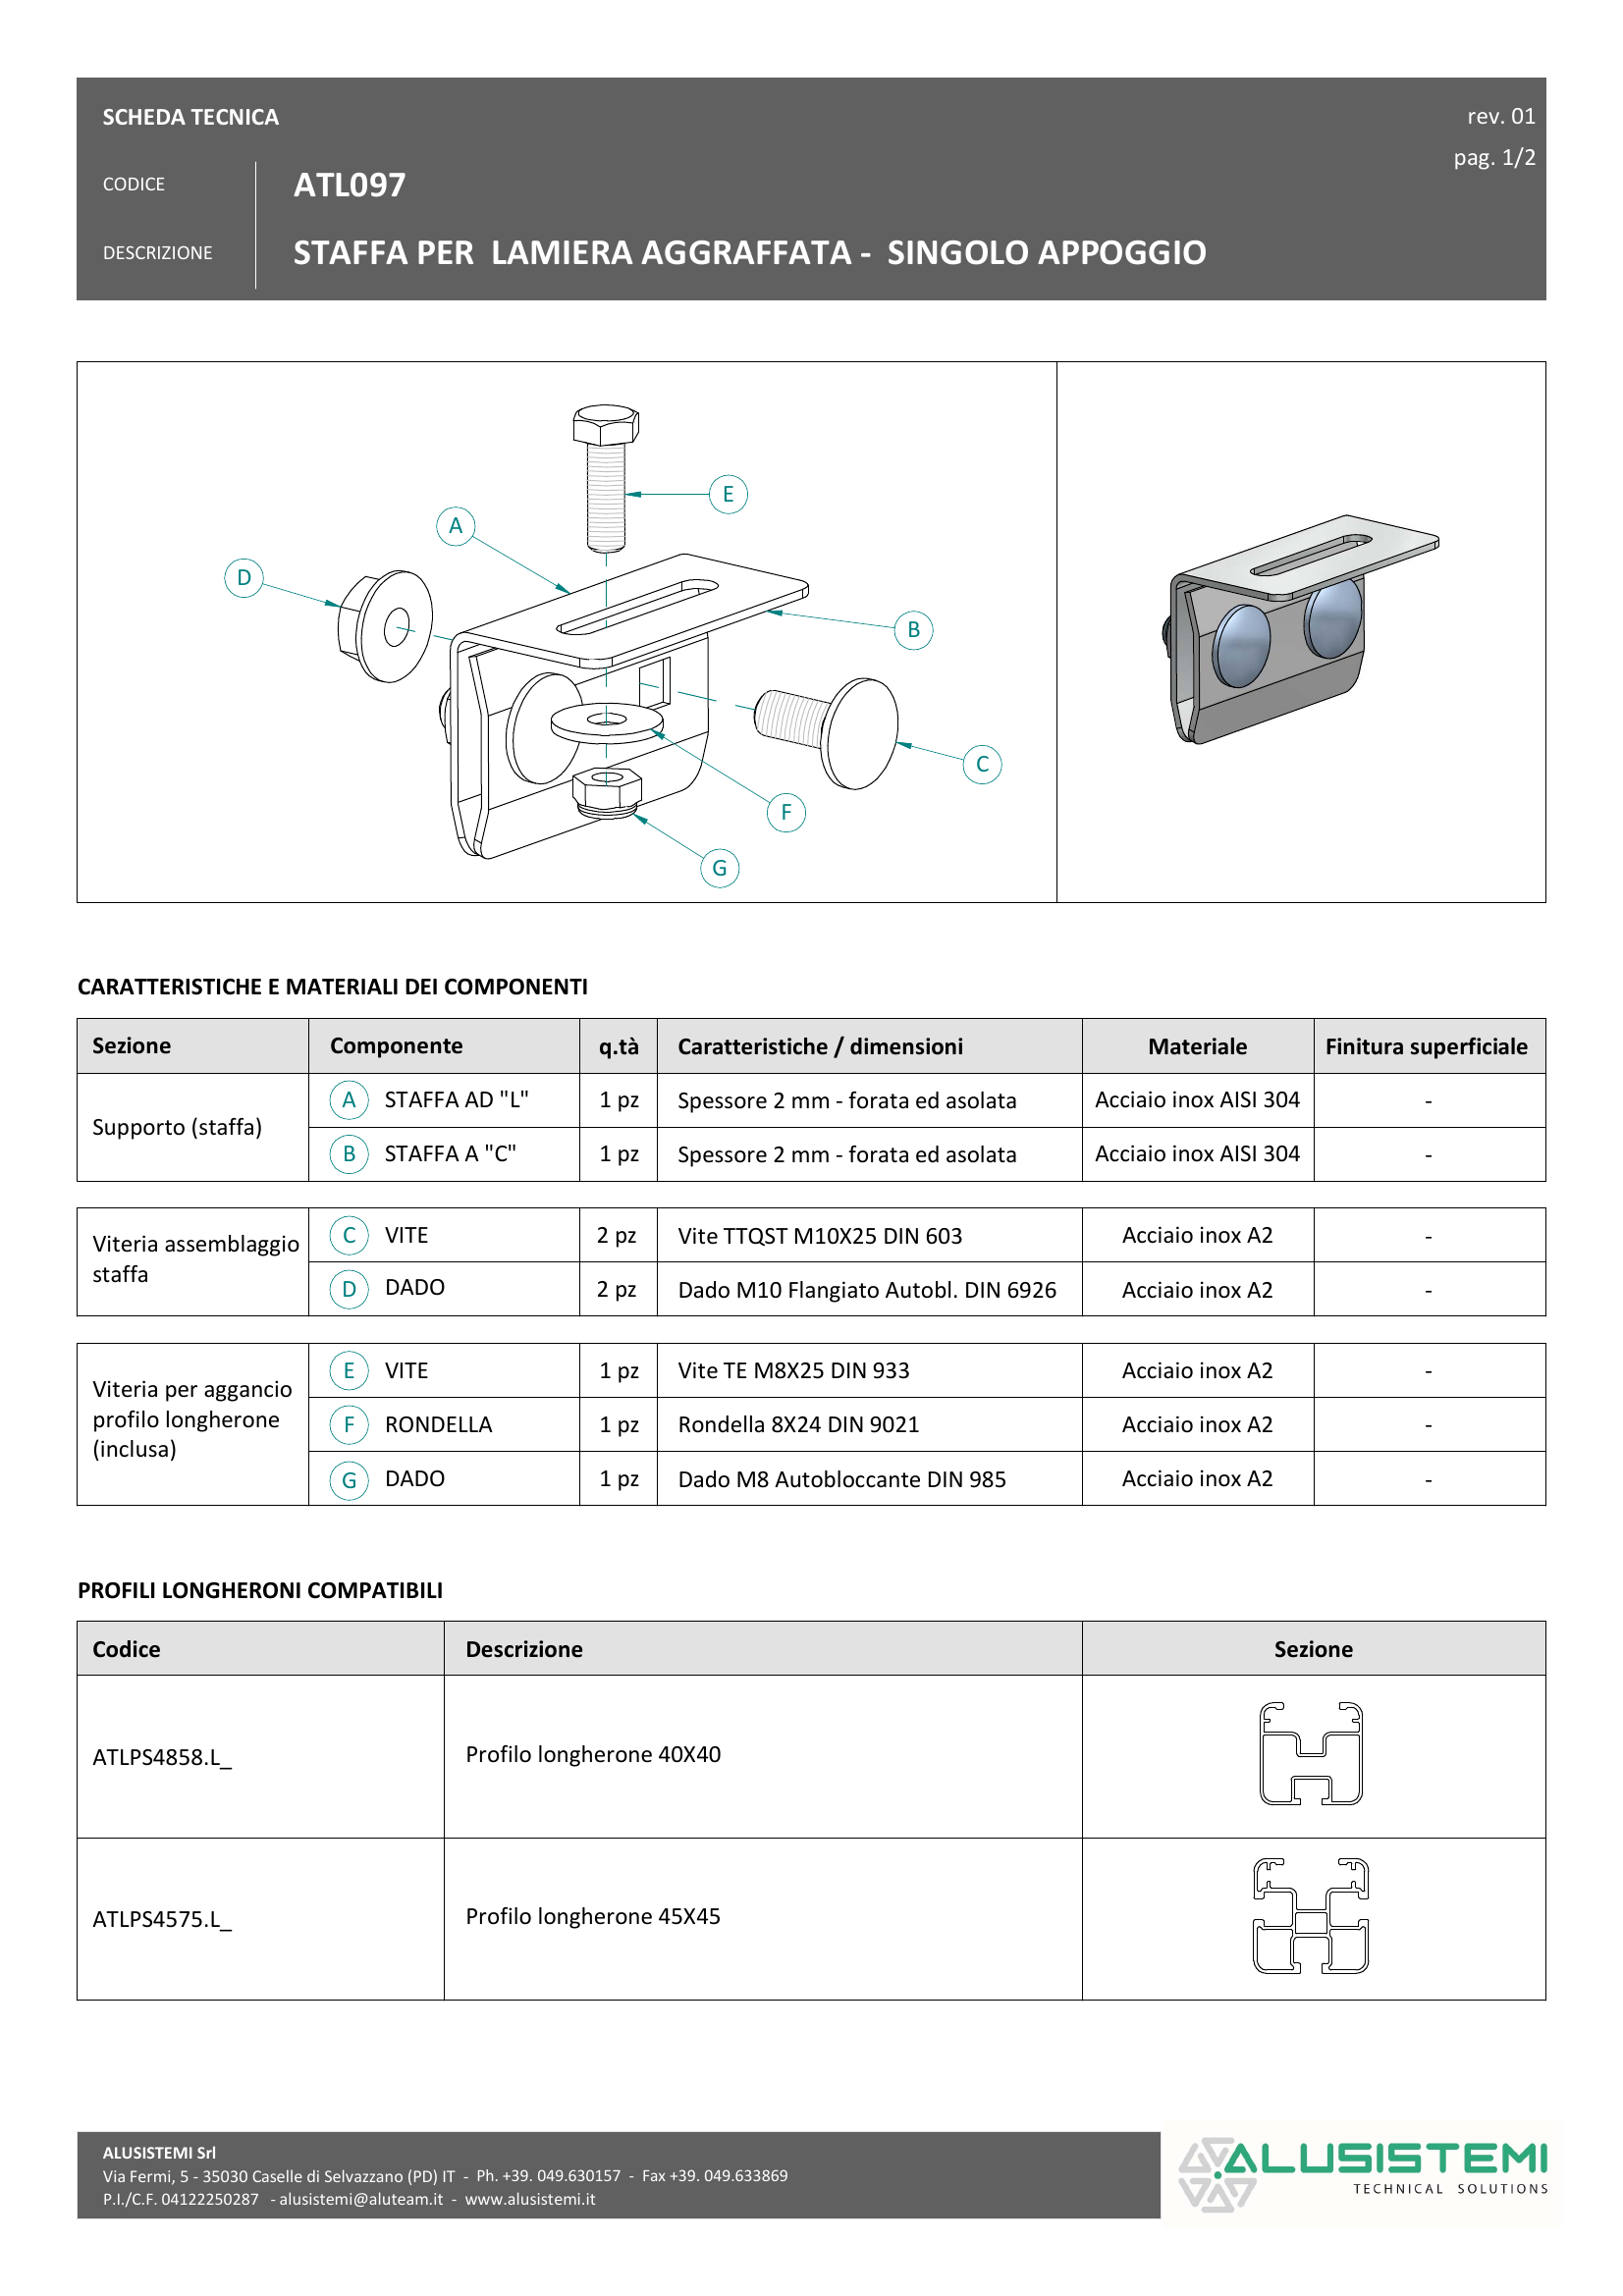 SCHEDA TECNICA
rev. 01
pag. 1/2
CODICE
ATL097
DESCRIZIONE
STAFFA PER  LAMIERA AGGRAFFATA -  SINGOLO APPOGGIO
E
A
D
B
C
F
G
CARATTERISTICHE E MATERIALI DEI COMPONENTI
Sezione Componente q.tà Caratteristiche / dimensioni Materiale Finitura superficiale
Supporto (staffa)
A STAFFA AD "L" 1 pz Spessore 2 mm - forata ed asolata Acciaio inox AISI 304 -
B STAFFA A "C" 1 pz Spessore 2 mm - forata ed asolata Acciaio inox AISI 304 -
Viteria assemblaggio
staffa
C VITE 2 pz Vite TTQST M10X25 DIN 603 Acciaio inox A2 -
D DADO 2 pz Dado M10 Flangiato Autobl. DIN 6926 Acciaio inox A2 -
Viteria per aggancio
profilo longherone
(inclusa)
E VITE 1 pz Vite TE M8X25 DIN 933 Acciaio inox A2 -
F RONDELLA 1 pz Rondella 8X24 DIN 9021 Acciaio inox A2 -
G DADO 1 pz Dado M8 Autobloccante DIN 985 Acciaio inox A2 -
PROFILI LONGHERONI COMPATIBILI
Codice Descrizione Sezione
ATLPS4858.L_ Profilo longherone 40X40
ATLPS4575.L_ Profilo longherone 45X45
ALUSISTEMI Srl
Via Fermi, 5 - 35030 Caselle di Selvazzano (PD) IT  -  Ph. +39. 049.630157  -  Fax +39. 049.633869
P.I./C.F. 04122250287   - alusistemi@aluteam.it  -  www.alusistemi.it
ALUSISTEMI
TECHNICAL SOLUTIONS